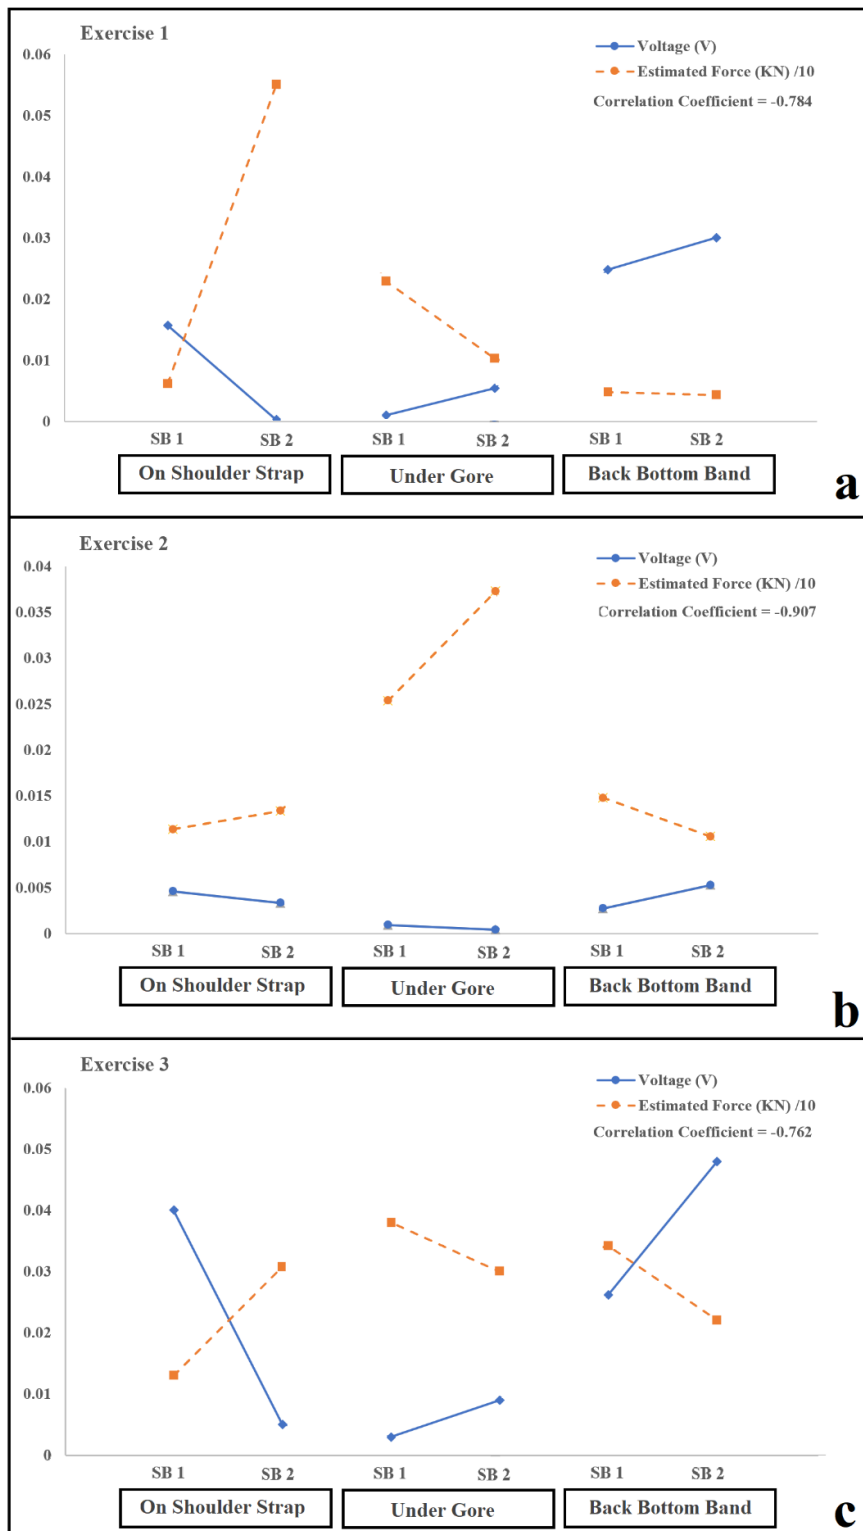 Exercise 1
Voltage (V)
Estimated Force (KN) /10
Correlation Coefficient = -0.784
0.06
0.05
0.04
0.03
0.02
0.01
0
SB 1
SB 2
SB 1
SB 2
SB 1
SB 2
On Shoulder Strap
Under Gore
Back Bottom Band
a
Exercise 2
Voltage (V)
Estimated Force (KN) /10
Correlation Coefficient = -0.907
0.04
0.035
0.03
0.025
0.02
0.015
0.01
0.005
0
SB 1
SB 2
SB 1
SB 2
SB 1
SB 2
On Shoulder Strap
Under Gore
Back Bottom Band
b
Exercise 3
Voltage (V)
Estimated Force (KN) /10
Correlation Coefficient = -0.762
0.06
0.05
0.04
0.03
0.02
0.01
0
SB 1
SB 2
SB 1
SB 2
SB 1
SB 2
On Shoulder Strap
Under Gore
Back Bottom Band
c